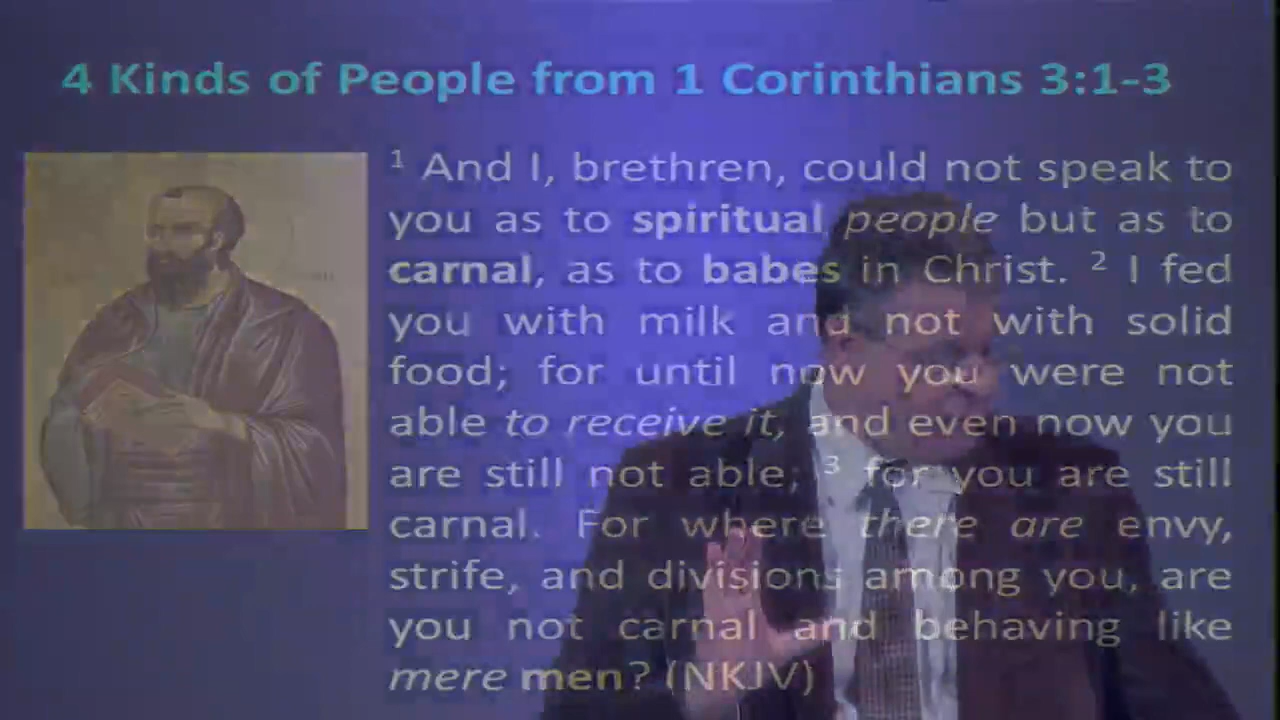 4 Kinds of People from 1 Corinthians 3:1-3
1 And I, brethren, could not speak to
you as to spiritual people but as to
carnal, as to babes in Christ. 2 I fed
you with milk and not with solid
food; for until now you were not
able to receive it, and even now you
are still not able; 3 for you are still
carnal. For where there are envy,
strife, and divisions among you, are
you not carnal and behaving like
mere men? (NKJV)